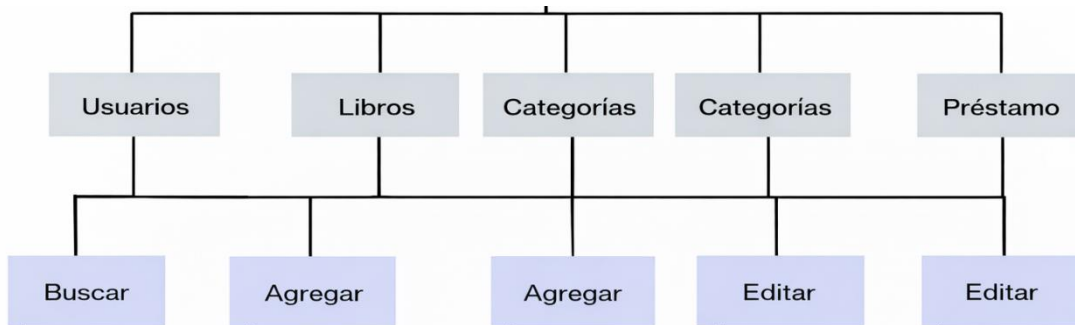 Usuarios
Libros
Categorías
Categorías
Préstamo
Buscar
Agregar
Agregar
Editar
Editar